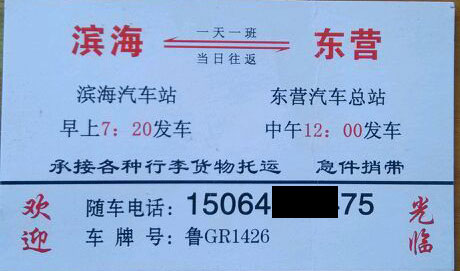 一天一班
滨海 东营
当日往返
滨海汽车站 东营汽车总站
早上7：20发车 中午12：00发车
承接各种行李货物托运 急件捎带
欢迎 随车电话：15064 75 光临
车牌号：鲁GR1426